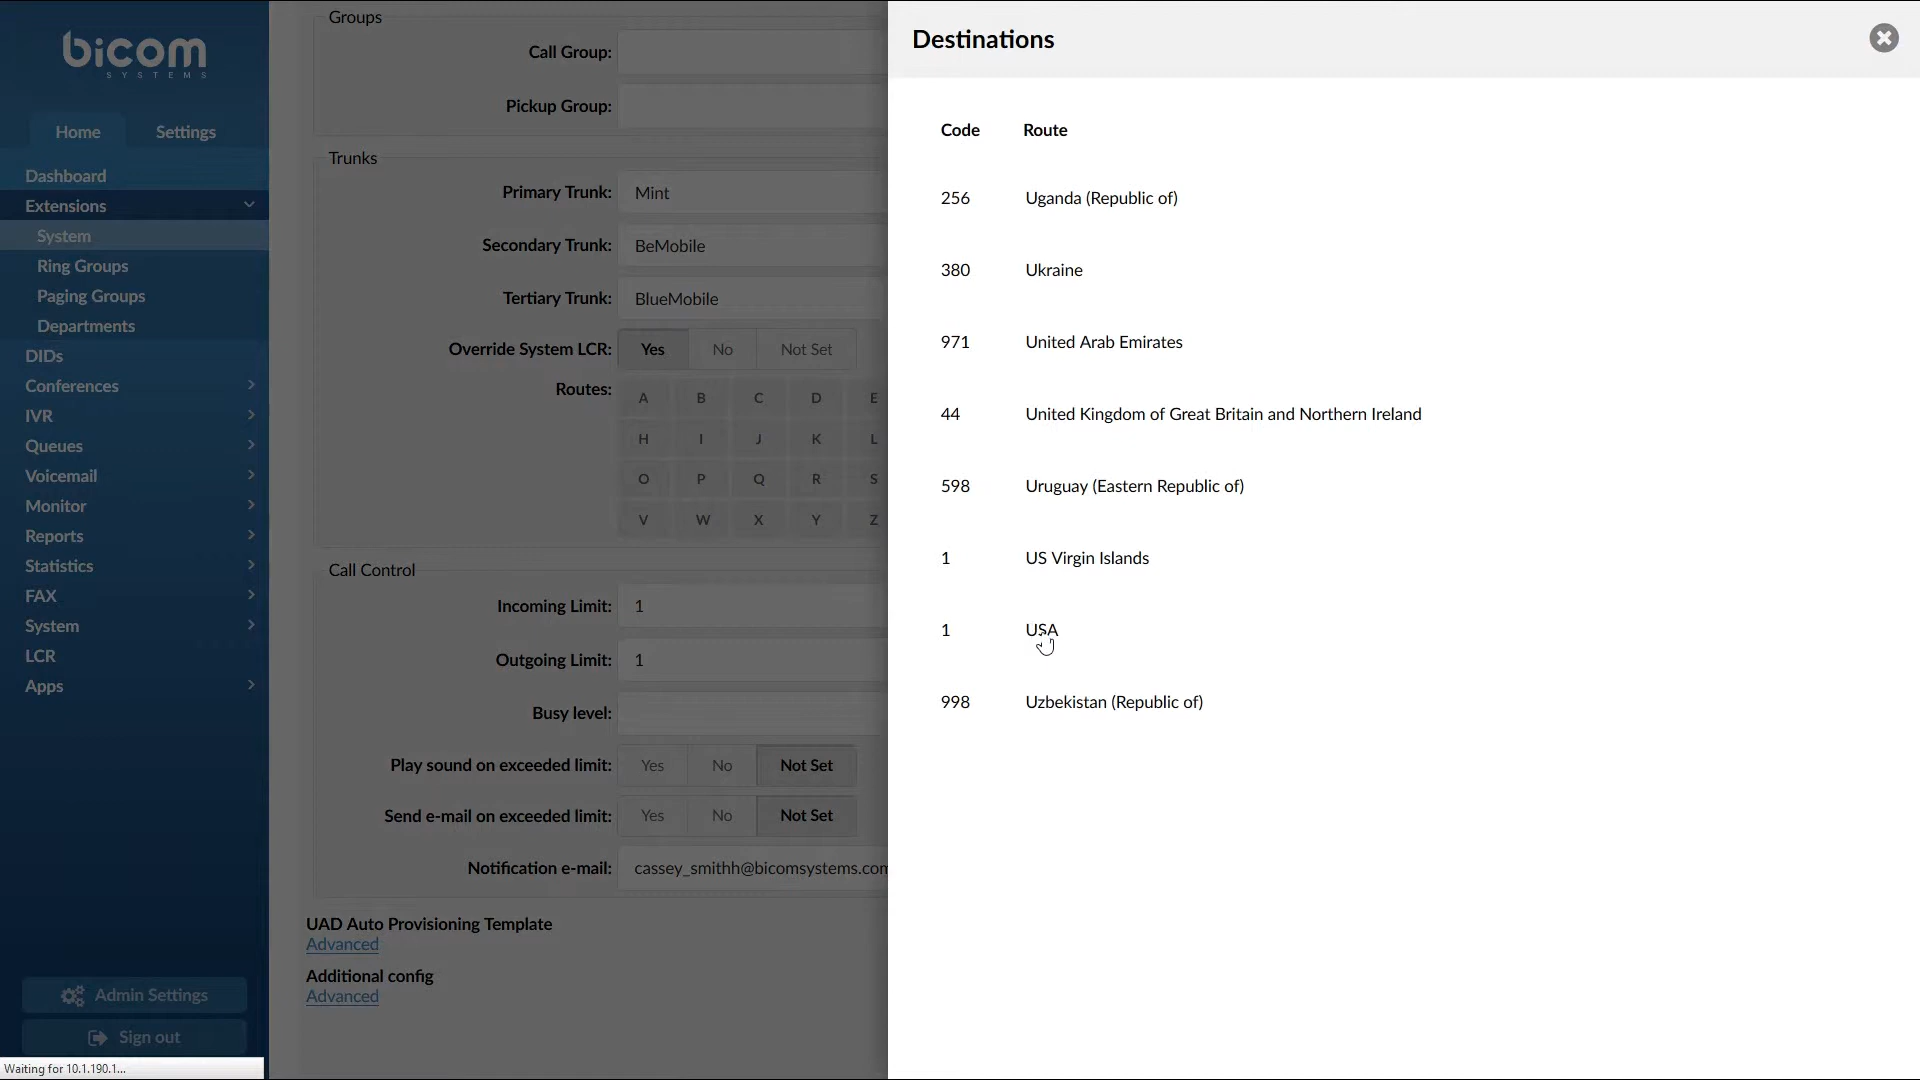 bicom
SYSTEMS
Home
Settings
Dashboard
Extensions
System
Ring Groups
Paging Groups
Departments
DIDs
Conferences
IVR
Queues
Voicemail
Monitor
Reports
Statistics
FAX
System
LCR
Apps
Admin Settings
Sign out
Waiting for 10.1.190.1...
Groups
Call Group:
Pickup Group:
Trunks
Primary Trunk: Mint
Secondary Trunk: BeMobile
Tertiary Trunk: BlueMobile
Override System LCR: Yes No Not Set
Routes: A B C D E
H I J K L
O P Q R S
V W X Y Z
Call Control
Incoming Limit: 1
Outgoing Limit: 1
Busy level:
Play sound on exceeded limit: Yes No Not Set
Send e-mail on exceeded limit: Yes No Not Set
Notification e-mail: cassey_smithh@bicomsystems.com
UAD Auto Provisioning Template
Advanced
Additional config
Advanced
Destinations
Code Route
256 Uganda (Republic of)
380 Ukraine
971 United Arab Emirates
44 United Kingdom of Great Britain and Northern Ireland
598 Uruguay (Eastern Republic of)
1 US Virgin Islands
1 USA
998 Uzbekistan (Republic of)